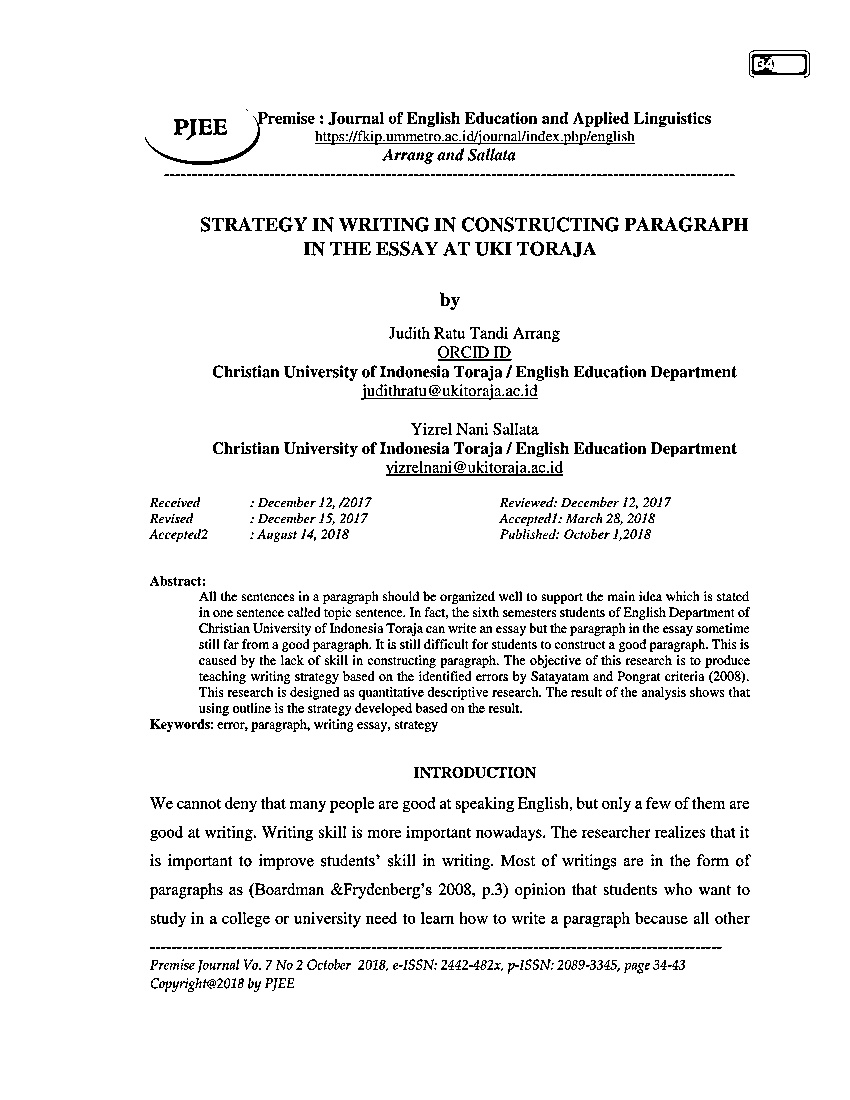 34
PJEE
Premise : Journal of English Education and Applied Linguistics
https://fkip.ummetro.ac.id/journal/index.php/english
Arrang and Sallata
--------------------------------------------------------------------------------------------------------
STRATEGY IN WRITING IN CONSTRUCTING PARAGRAPH
IN THE ESSAY AT UKI TORAJA
by
Judith Ratu Tandi Arrang
ORCID ID
Christian University of Indonesia Toraja / English Education Department
judithratu@ukitoraja.ac.id
Yizrel Nani Sallata
Christian University of Indonesia Toraja / English Education Department
yizrelnani@ukitoraja.ac.id
Received : December 12, /2017 Reviewed: December 12, 2017
Revised : December 15, 2017 Accepted1: March 28, 2018
Accepted2 : August 14, 2018 Published: October 1,2018
Abstract:
All the sentences in a paragraph should be organized well to support the main idea which is stated
in one sentence called topic sentence. In fact, the sixth semesters students of English Department of
Christian University of Indonesia Toraja can write an essay but the paragraph in the essay sometime
still far from a good paragraph. It is still difficult for students to construct a good paragraph. This is
caused by the lack of skill in constructing paragraph. The objective of this research is to produce
teaching writing strategy based on the identified errors by Satayatam and Pongrat criteria (2008).
This research is designed as quantitative descriptive research. The result of the analysis shows that
using outline is the strategy developed based on the result.
Keywords: error, paragraph, writing essay, strategy
INTRODUCTION
We cannot deny that many people are good at speaking English, but only a few of them are
good at writing. Writing skill is more important nowadays. The researcher realizes that it
is important to improve students’ skill in writing. Most of writings are in the form of
paragraphs as (Boardman &Frydenberg’s 2008, p.3) opinion that students who want to
study in a college or university need to learn how to write a paragraph because all other
--------------------------------------------------------------------------------------------------------
Premise Journal Vo. 7 No 2 October 2018, e-ISSN: 2442-482x, p-ISSN: 2089-3345, page 34-43
Copyright@2018 by PJEE